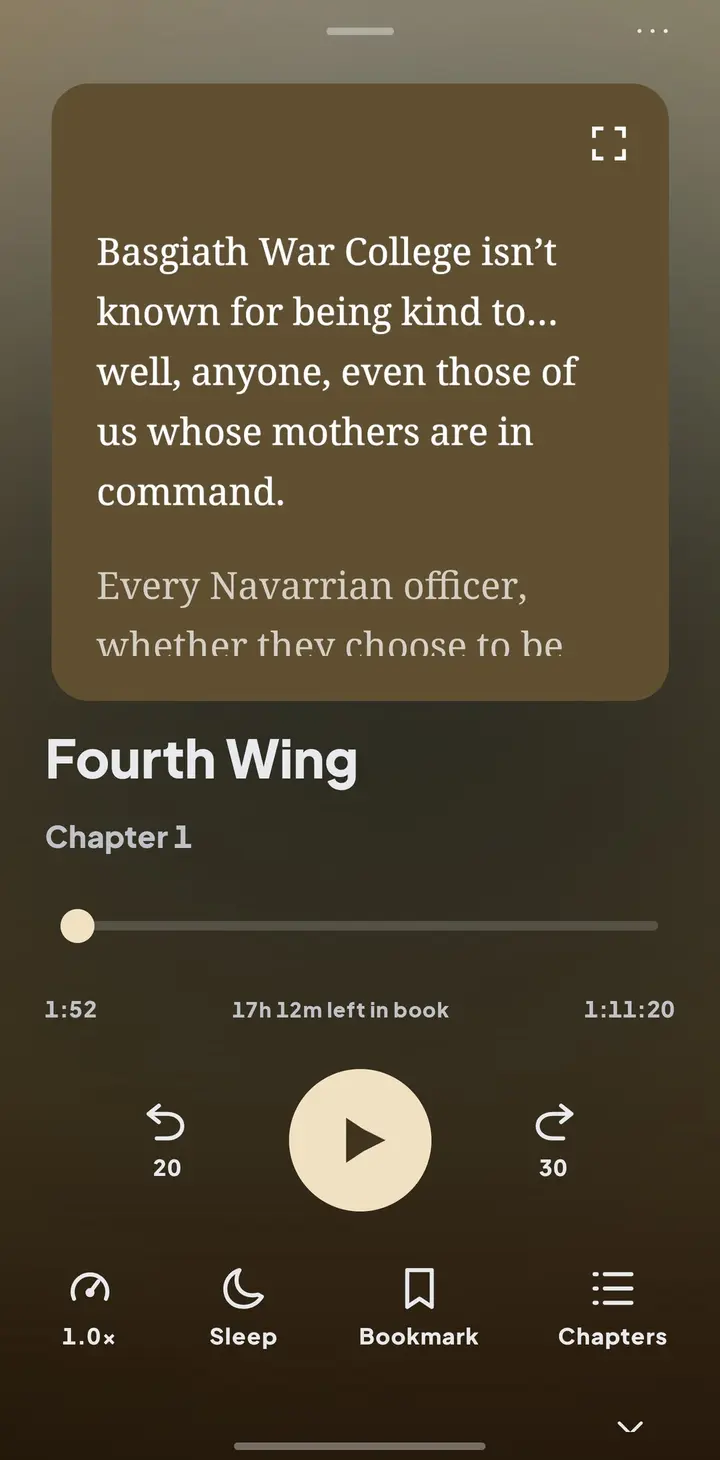 Basgiath War College isn’t
known for being kind to...
well, anyone, even those of
us whose mothers are in
command.
Every Navarrian officer,
whether they choose to be
Fourth Wing
Chapter 1
1:52 17h 12m left in book 1:11:20
20 30
1.0× Sleep Bookmark Chapters